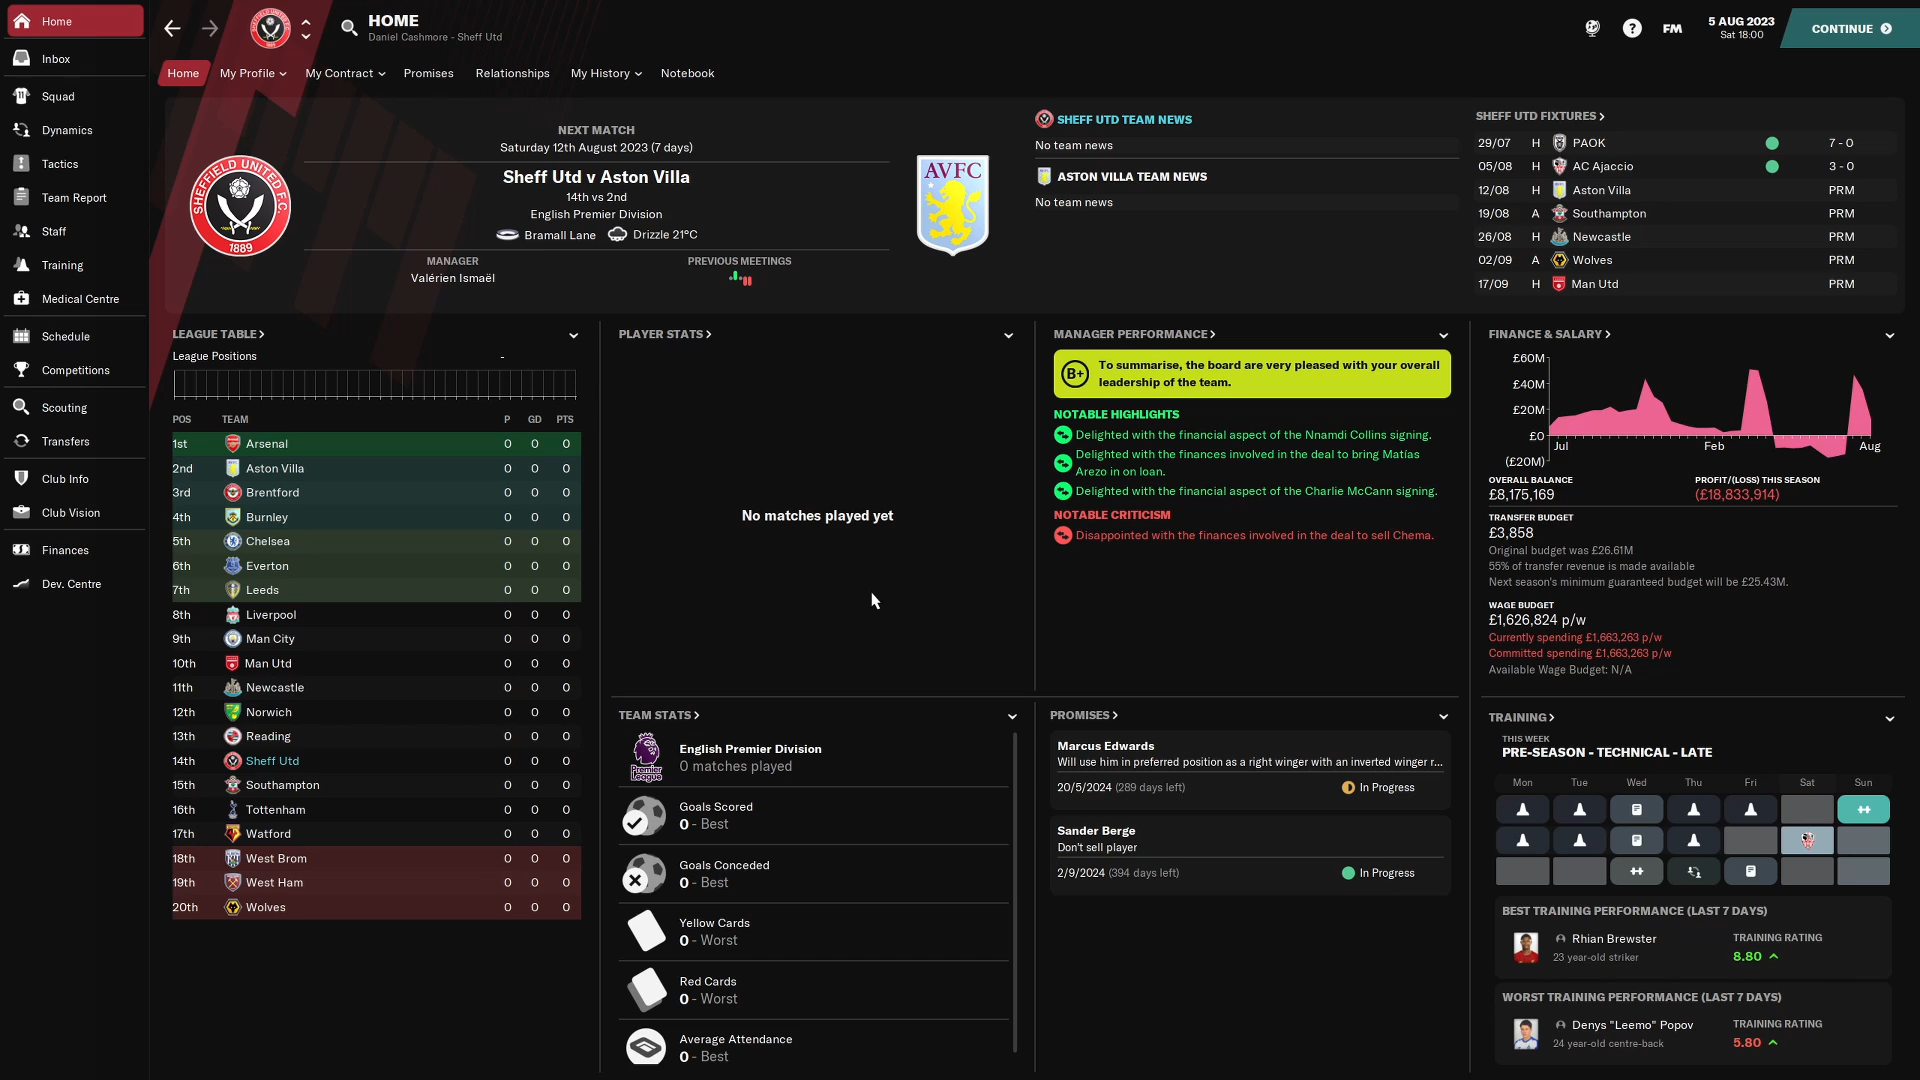 Home
Inbox
Squad
Dynamics
Tactics
Team Report
Staff
Training
Medical Centre
Schedule
Competitions
Scouting
Transfers
Club Info
Club Vision
Finances
Dev. Centre
HOME
Daniel Cashmore - Sheff Utd
?
FM
5 AUG 2023
Sat 18:00
CONTINUE
Home
My Profile
My Contract
Promises
Relationships
My History
Notebook
SHEFFIELD UNITED F.C.
1889
NEXT MATCH
Saturday 12th August 2023 (7 days)
Sheff Utd v Aston Villa
14th vs 2nd
English Premier Division
Bramall Lane Drizzle 21°C
MANAGER
Valérien Ismaël
PREVIOUS MEETINGS
AVFC
SHEFF UTD TEAM NEWS
No team news
ASTON VILLA TEAM NEWS
No team news
SHEFF UTD FIXTURES
29/07 H PAOK 7 - 0
05/08 H AC Ajaccio 3 - 0
12/08 H Aston Villa PRM
19/08 A Southampton PRM
26/08 H Newcastle PRM
02/09 A Wolves PRM
17/09 H Man Utd PRM
LEAGUE TABLE
League Positions -
POS TEAM P GD PTS
1st Arsenal 0 0 0
2nd Aston Villa 0 0 0
3rd Brentford 0 0 0
4th Burnley 0 0 0
5th Chelsea 0 0 0
6th Everton 0 0 0
7th Leeds 0 0 0
8th Liverpool 0 0 0
9th Man City 0 0 0
10th Man Utd 0 0 0
11th Newcastle 0 0 0
12th Norwich 0 0 0
13th Reading 0 0 0
14th Sheff Utd 0 0 0
15th Southampton 0 0 0
16th Tottenham 0 0 0
17th Watford 0 0 0
18th West Brom 0 0 0
19th West Ham 0 0 0
20th Wolves 0 0 0
PLAYER STATS
No matches played yet
TEAM STATS
Premier League
English Premier Division
0 matches played
Goals Scored
0 - Best
Goals Conceded
0 - Best
Yellow Cards
0 - Worst
Red Cards
0 - Worst
Average Attendance
0 - Best
MANAGER PERFORMANCE
B+
To summarise, the board are very pleased with your overall
leadership of the team.
NOTABLE HIGHLIGHTS
Delighted with the financial aspect of the Nnamdi Collins signing.
Delighted with the finances involved in the deal to bring Matías
Arezo in on loan.
Delighted with the financial aspect of the Charlie McCann signing.
NOTABLE CRITICISM
Disappointed with the finances involved in the deal to sell Chema.
PROMISES
Marcus Edwards
Will use him in preferred position as a right winger with an inverted winger r...
20/5/2024 (289 days left) In Progress
Sander Berge
Don't sell player
2/9/2024 (394 days left) In Progress
FINANCE & SALARY
£60M
£40M
£20M
£0
(£20M)
Jul Feb Aug
OVERALL BALANCE
£8,175,169
PROFIT/(LOSS) THIS SEASON
(£18,833,914)
TRANSFER BUDGET
£3,858
Original budget was £26.61M
55% of transfer revenue is made available
Next season's minimum guaranteed budget will be £25.43M.
WAGE BUDGET
£1,626,824 p/w
Currently spending £1,663,263 p/w
Committed spending £1,663,263 p/w
Available Wage Budget: N/A
TRAINING
THIS WEEK
PRE-SEASON - TECHNICAL - LATE
Mon Tue Wed Thu Fri Sat Sun
BEST TRAINING PERFORMANCE (LAST 7 DAYS)
Rhian Brewster
23 year-old striker
TRAINING RATING
8.80
WORST TRAINING PERFORMANCE (LAST 7 DAYS)
Denys "Leemo" Popov
24 year-old centre-back
TRAINING RATING
5.80